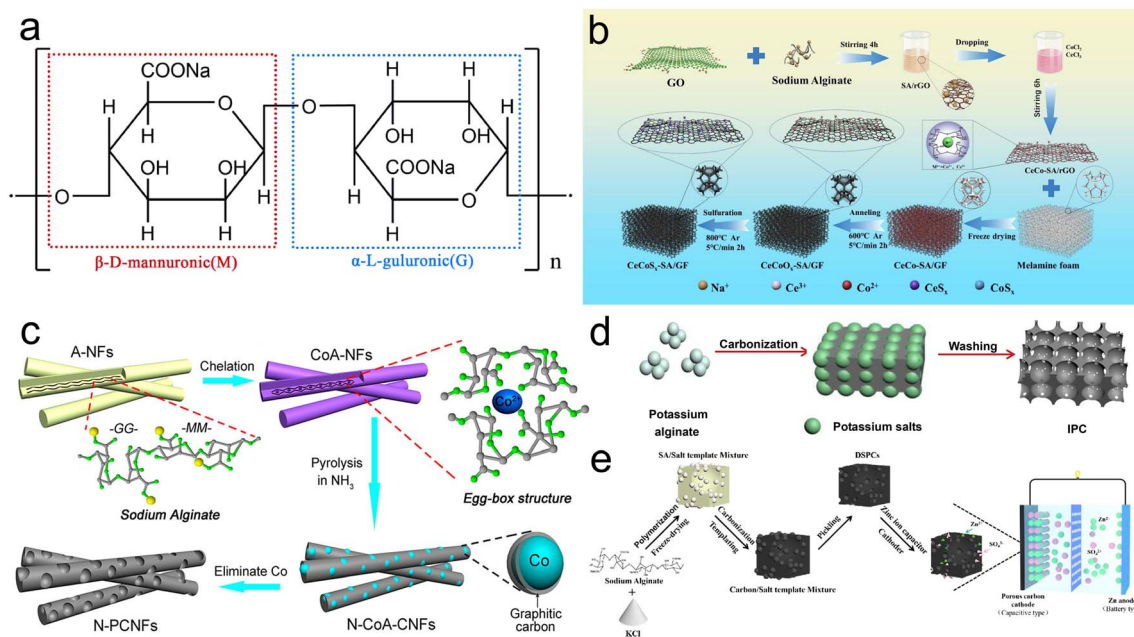 a
COONa
O
O
H
H
H
H
OH
OH
COONa
O
O
OH
OH
H
H
H
O
H
H
n
β-D-mannuronic(M)
α-L-guluronic(G)
b
GO
Sodium Alginate
Stirring 4h
SA/rGO
Dropping
CoCl₂
CeCl₃
Stirring 6h
CeCo-SA/rGO
Melamine foam
Freeze drying
CeCo-SA/GF
Anneling
600℃ Ar
5℃/min 2h
CeCoOₓ-SA/GF
Sulfuration
800℃ Ar
5℃/min 2h
CeCoSₓ-SA/GF
Na⁺
Ce³⁺
Co²⁺
CeSₓ
CoSₓ
c
A-NFs
Chelation
CoA-NFs
-GG-
-MM-
Sodium Alginate
Co²⁺
Egg-box structure
Pyrolysis
in NH₃
Co
Graphitic
carbon
N-CoA-CNFs
Eliminate Co
N-PCNFs
d
Carbonization
Washing
Potassium
alginate
Potassium salts
IPC
e
SA/Salt template Mixture
DSPCs
Polymerization
Freeze-drying
Carbonization
Templating
Pickling
Zinc ion capacitor
Cathoder
Sodium Alginate
+
KCl
Carbon/Salt template Mixture
Zn²⁺
SO₄²⁻
Zn²⁺
SO₄²⁻
Porous carbon
cathode
(Capacitive type)
Zn anode